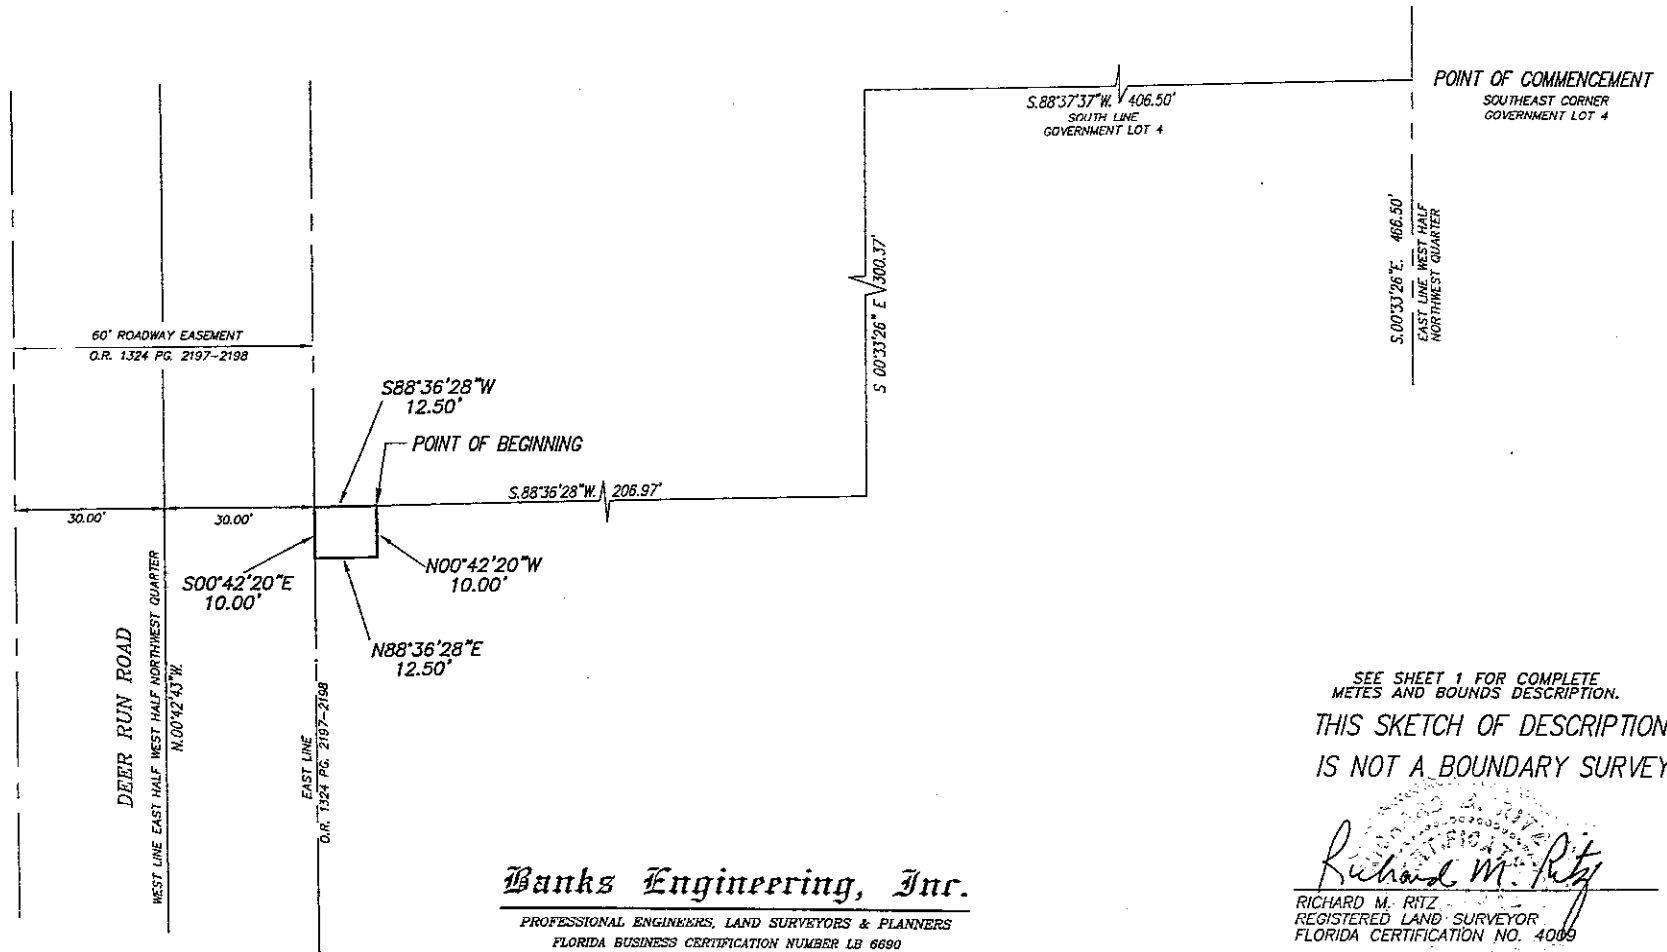 POINT OF COMMENCEMENT
SOUTHEAST CORNER
GOVERNMENT LOT 4
S.88°37'37"W. 406.50'
SOUTH LINE
GOVERNMENT LOT 4
S.00°33'26"E. 466.50'
EAST LINE WEST HALF
NORTHWEST QUARTER
S 00°33'26" E 300.37'
60' ROADWAY EASEMENT
O.R. 1324 PG. 2197-2198
S88°36'28"W
12.50'
POINT OF BEGINNING
S.88°36'28"W. 206.97'
30.00'
30.00'
S00°42'20"E
10.00'
N00°42'20"W
10.00'
N88°36'28"E
12.50'
DEER RUN ROAD
WEST LINE EAST HALF WEST HALF NORTHWEST QUARTER
N.00°42'43"W.
EAST LINE
O.R. 1324 PG. 2197-2198
SEE SHEET 1 FOR COMPLETE
METES AND BOUNDS DESCRIPTION.
THIS SKETCH OF DESCRIPTION
IS NOT A BOUNDARY SURVEY
Banks Engineering, Inc.
PROFESSIONAL ENGINEERS, LAND SURVEYORS & PLANNERS
FLORIDA BUSINESS CERTIFICATION NUMBER LB 6690
Richard M. Ritz
RICHARD M. RITZ
REGISTERED LAND SURVEYOR
FLORIDA CERTIFICATION NO. 4009